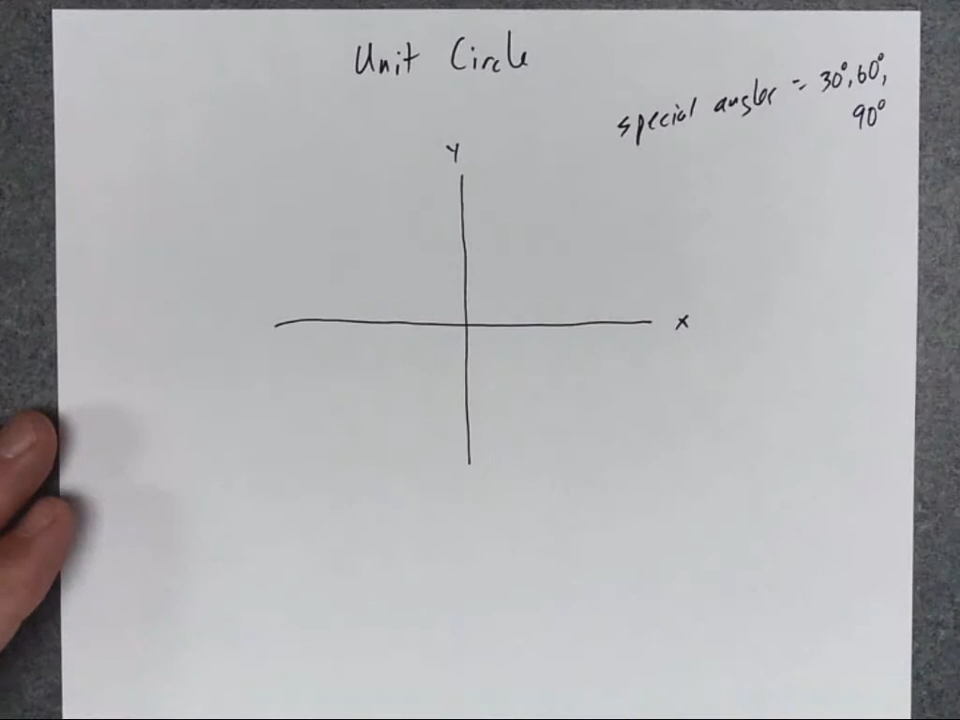 Unit Circle
special angles = 30°, 60°,
90°
Y
X